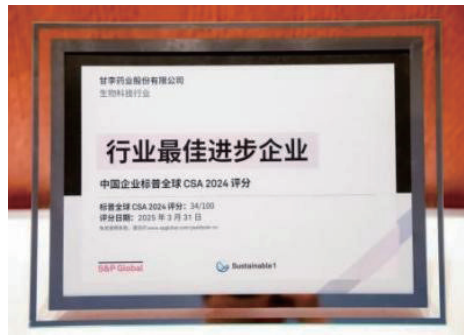 甘李药业股份有限公司
生物科技行业
行业最佳进步企业
中国企业标普全球 CSA 2024 评分
标普全球 CSA 2024 评分：34/100
评分日期：2025 年 3 月 31 日
S&P Global
Sustainable1